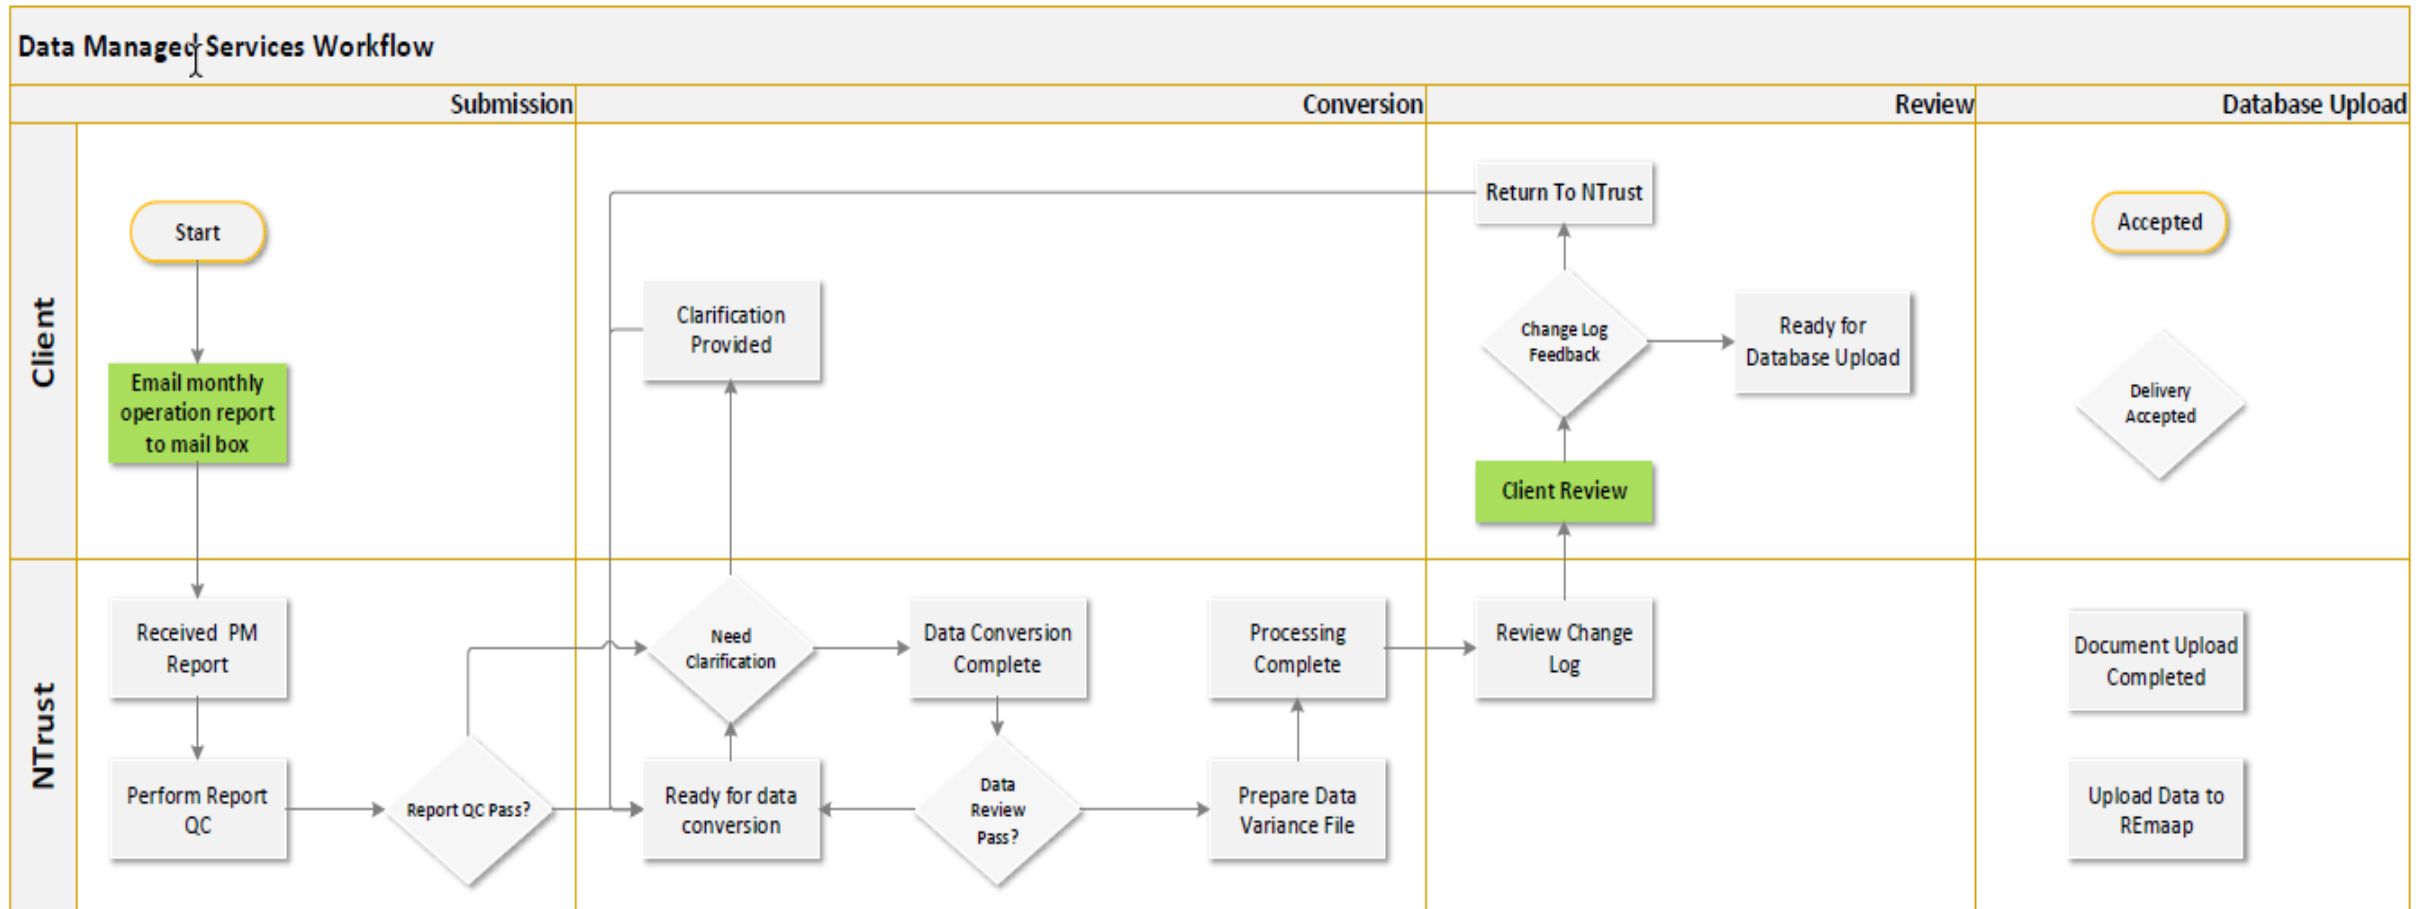 Data Managed Services Workflow
Submission
Conversion
Review
Database Upload
Client
Start
Email monthly
operation report
to mail box
Clarification
Provided
Return To NTrust
Change Log
Feedback
Ready for
Database Upload
Client Review
Accepted
Delivery
Accepted
NTrust
Received PM
Report
Perform Report
QC
Report QC Pass?
Need
Clarification
Ready for data
conversion
Data Conversion
Complete
Data
Review
Pass?
Processing
Complete
Prepare Data
Variance File
Review Change
Log
Document Upload
Completed
Upload Data to
REmaap